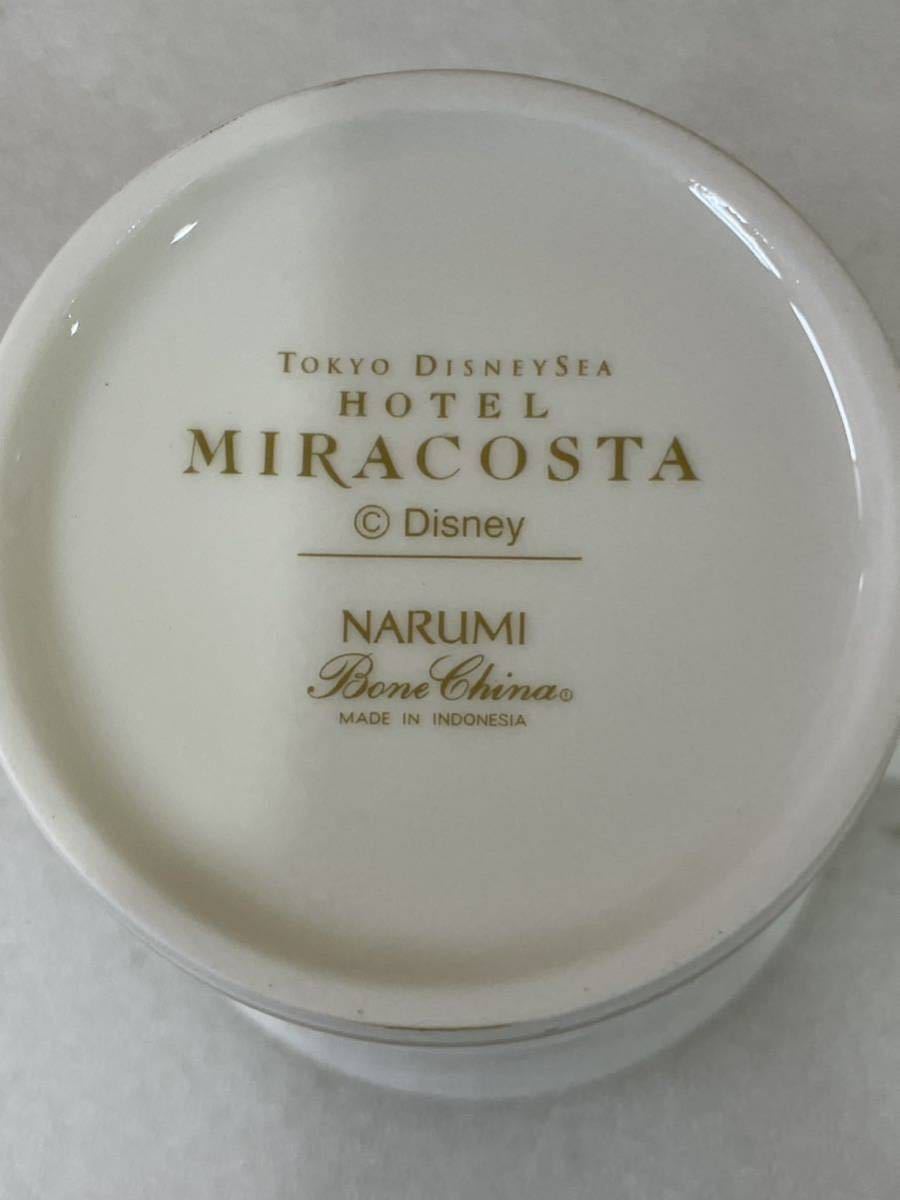 TOKYO DISNEYSEA
HOTEL
MIRACOSTA
© Disney
NARUMI
Bone China®
MADE IN INDONESIA